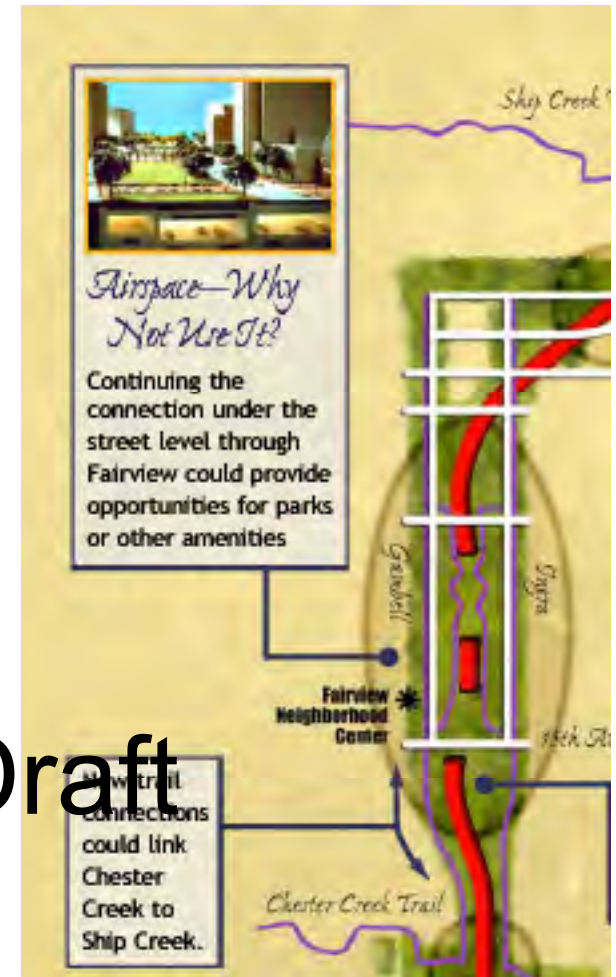 Ship Creek
Airspace—Why
Not Use It?
Continuing the
connection under the
street level through
Fairview could provide
opportunities for parks
or other amenities
Gambell
Ingra
Fairview
Neighborhood
Center
15th
Draft
New trail
connections
could link
Chester
Creek to
Ship Creek.
Chester Creek Trail